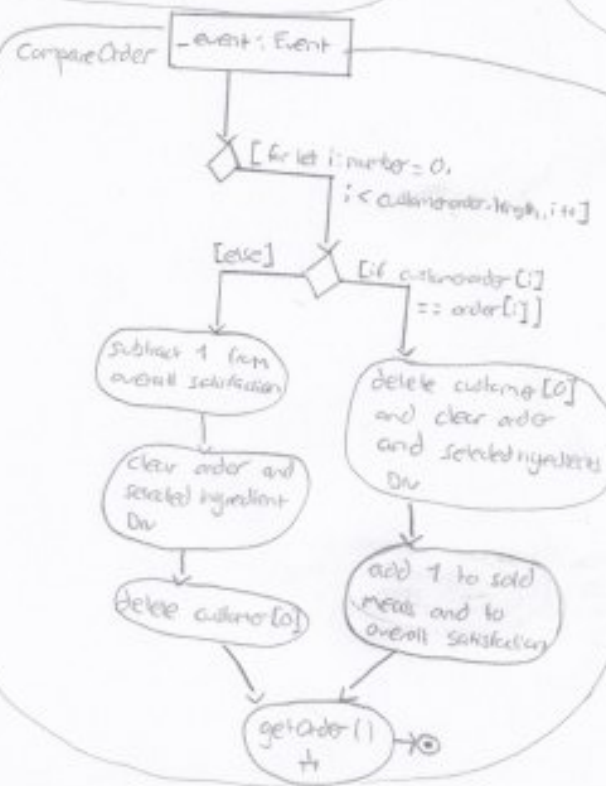 CompareOrder
_event: Event
[for let i: number = 0,
i < customerorder.length, i++]
[else]
[if customerorder[i]
== order[i]]
subtract 1 from
overall satisfaction
delete customer[0]
and clear order
and selectedingredients
Div
clear order and
selected ingredient
Div
add 1 to sold
meals and to
overall satisfaction
delete customer[0]
getOrder()